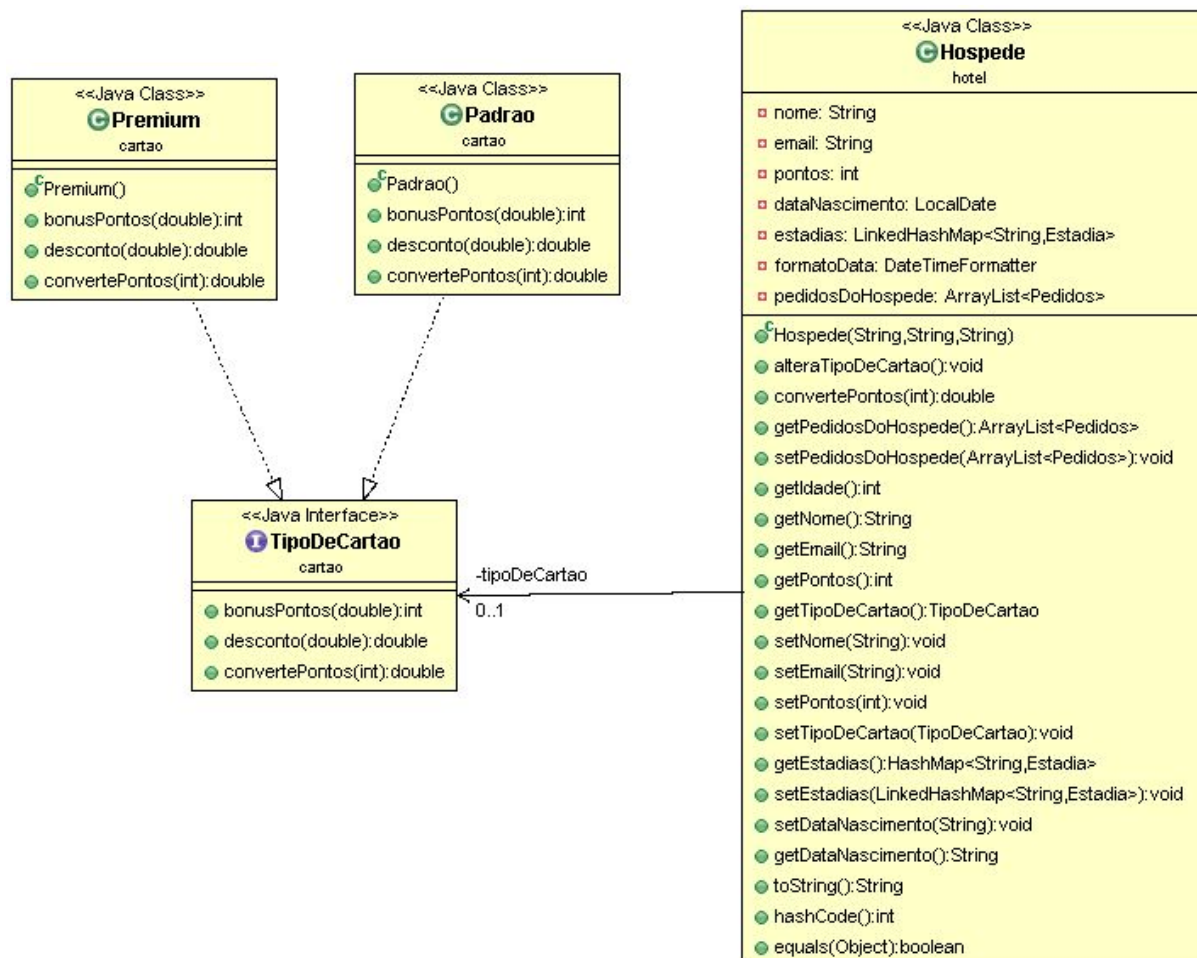 <<Java Class>>
Premium
cartao
Premium()
bonusPontos(double):int
desconto(double):double
convertePontos(int):double
<<Java Class>>
Padrao
cartao
Padrao()
bonusPontos(double):int
desconto(double):double
convertePontos(int):double
<<Java Interface>>
TipoDeCartao
cartao
bonusPontos(double):int
desconto(double):double
convertePontos(int):double
-tipoDeCartao
0..1
<<Java Class>>
Hospede
hotel
nome: String
email: String
pontos: int
dataNascimento: LocalDate
estadias: LinkedHashMap<String,Estadia>
formatoData: DateTimeFormatter
pedidosDoHospede: ArrayList<Pedidos>
Hospede(String,String,String)
alteraTipoDeCartao():void
convertePontos(int):double
getPedidosDoHospede():ArrayList<Pedidos>
setPedidosDoHospede(ArrayList<Pedidos>):void
getIdade():int
getNome():String
getEmail():String
getPontos():int
getTipoDeCartao():TipoDeCartao
setNome(String):void
setEmail(String):void
setPontos(int):void
setTipoDeCartao(TipoDeCartao):void
getEstadias():HashMap<String,Estadia>
setEstadias(LinkedHashMap<String,Estadia>):void
setDataNascimento(String):void
getDataNascimento():String
toString():String
hashCode():int
equals(Object):boolean